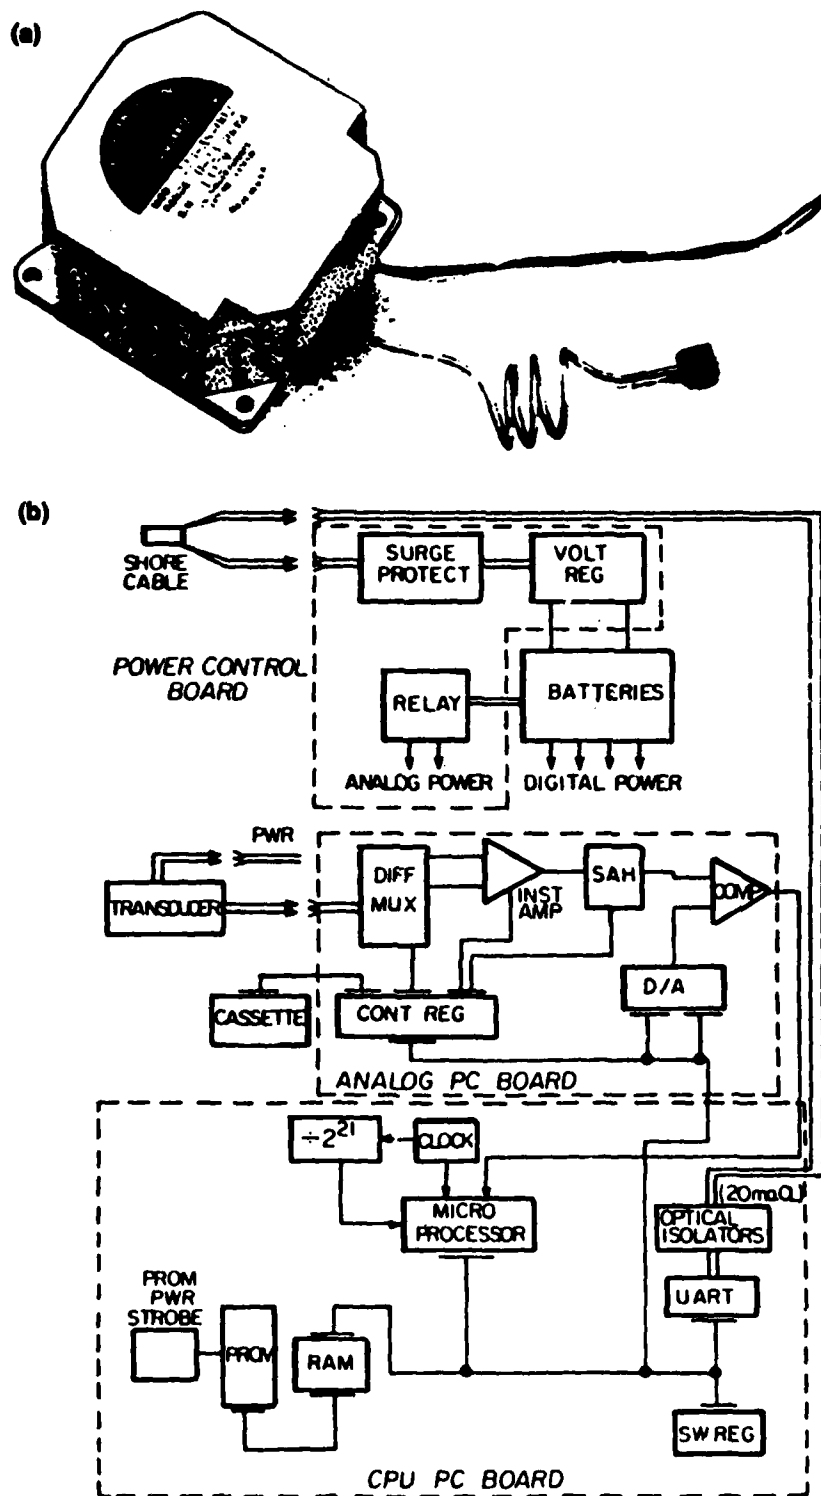 (a)
(b)
SHORE
CABLE
SURGE
PROTECT
VOLT
REG
POWER CONTROL
BOARD
RELAY
BATTERIES
ANALOG POWER
DIGITAL POWER
PWR
TRANSDUCER
DIFF
MUX
INST
AMP
SAH
COMP
CASSETTE
CONT REG
D/A
ANALOG PC BOARD
÷2²¹
CLOCK
MICRO
PROCESSOR
(20ma.CL)
OPTICAL
ISOLATORS
UART
PROM
PWR
STROBE
PROM
RAM
SW REG
CPU PC BOARD